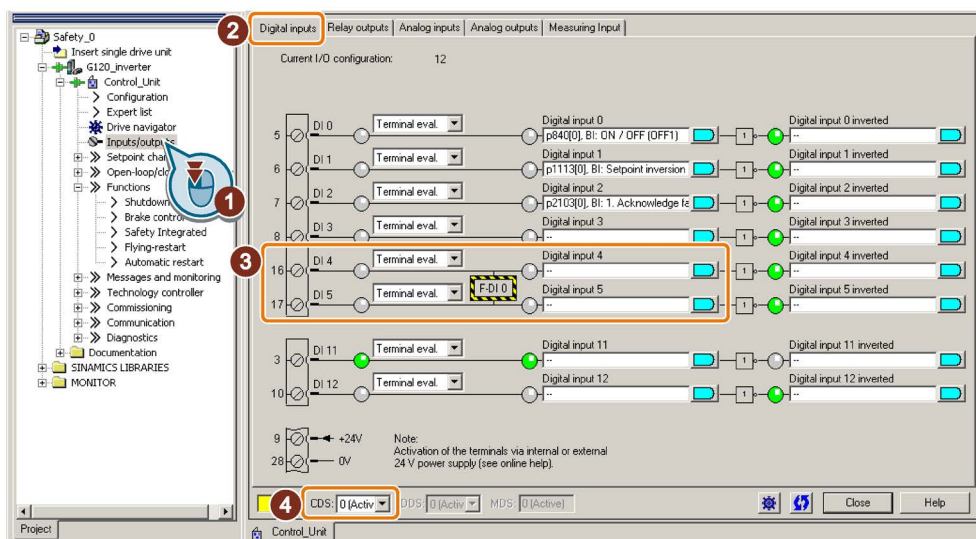 Safety_0
Insert single drive unit
G120_inverter
Control_Unit
Configuration
Expert list
Drive navigator
Inputs/outputs
Setpoint chan
Open-loop/clo
Functions
Shutdown
Brake control
Safety Integrated
Flying-restart
Automatic restart
Messages and monitoring
Technology controller
Commissioning
Communication
Diagnostics
Documentation
SINAMICS LIBRARIES
MONITOR
Project
1
2
Digital inputs Relay outputs Analog inputs Analog outputs Measuring Input
Current I/O configuration: 12
Digital input 0 Digital input 0 inverted
5 DI 0 Terminal eval. p840[0], BI: ON / OFF (OFF1) 1 --
Digital input 1 Digital input 1 inverted
6 DI 1 Terminal eval. p1113[0], BI: Setpoint inversion 1 --
Digital input 2 Digital input 2 inverted
7 DI 2 Terminal eval. p2103[0], BI: 1. Acknowledge fa 1 --
Digital input 3 Digital input 3 inverted
8 DI 3 Terminal eval. -- 1 --
3
Digital input 4 Digital input 4 inverted
16 DI 4 Terminal eval. -- 1 --
F-DI 0
Digital input 5 Digital input 5 inverted
17 DI 5 Terminal eval. -- 1 --
Digital input 11 Digital input 11 inverted
3 DI 11 Terminal eval. -- 1 --
Digital input 12 Digital input 12 inverted
10 DI 12 Terminal eval. -- 1 --
9 +24V Note:
Activation of the terminals via internal or external
28 0V 24 V power supply (see online help).
4 CDS: 0 (Activ DDS: 0 (Activ MDS: 0 (Active) Close Help
Control_Unit